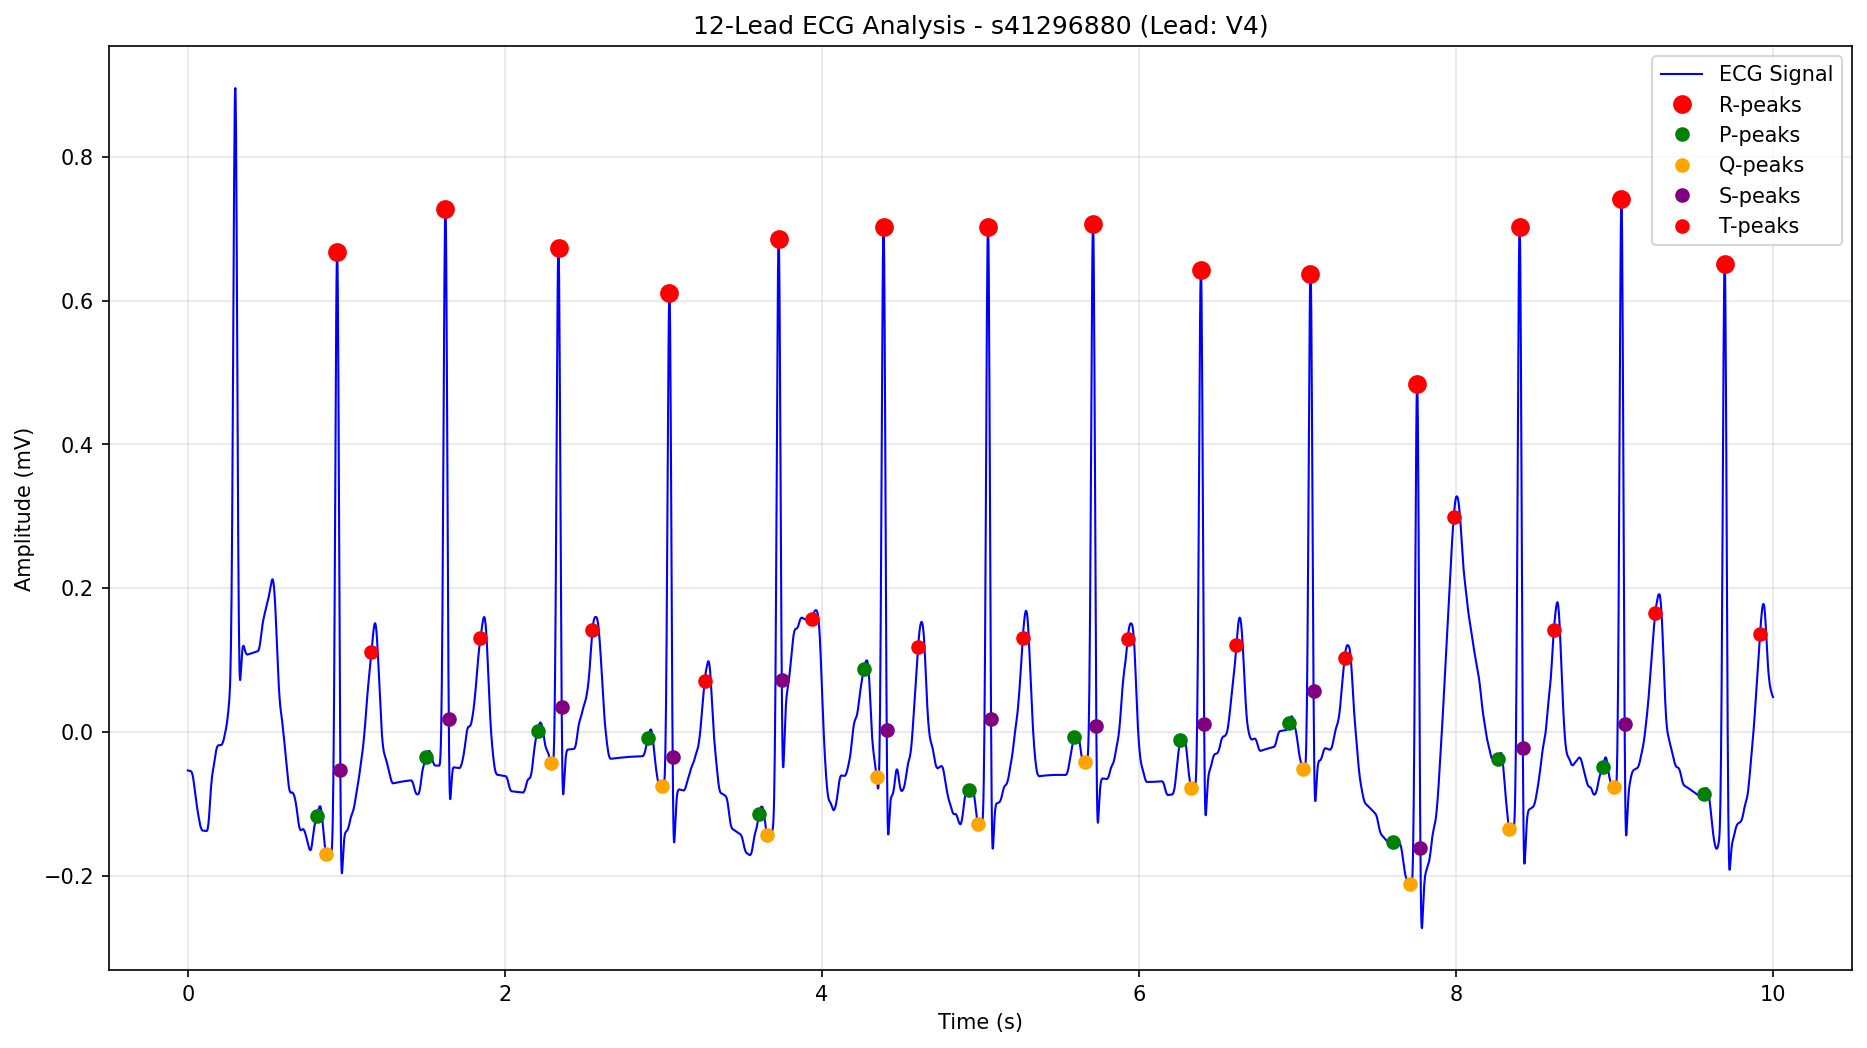 12-Lead ECG Analysis - s41296880 (Lead: V4)
ECG Signal
R-peaks
P-peaks
Q-peaks
S-peaks
T-peaks
Amplitude (mV)
0.8
0.6
0.4
0.2
0.0
−0.2
0 2 4 6 8 10
Time (s)